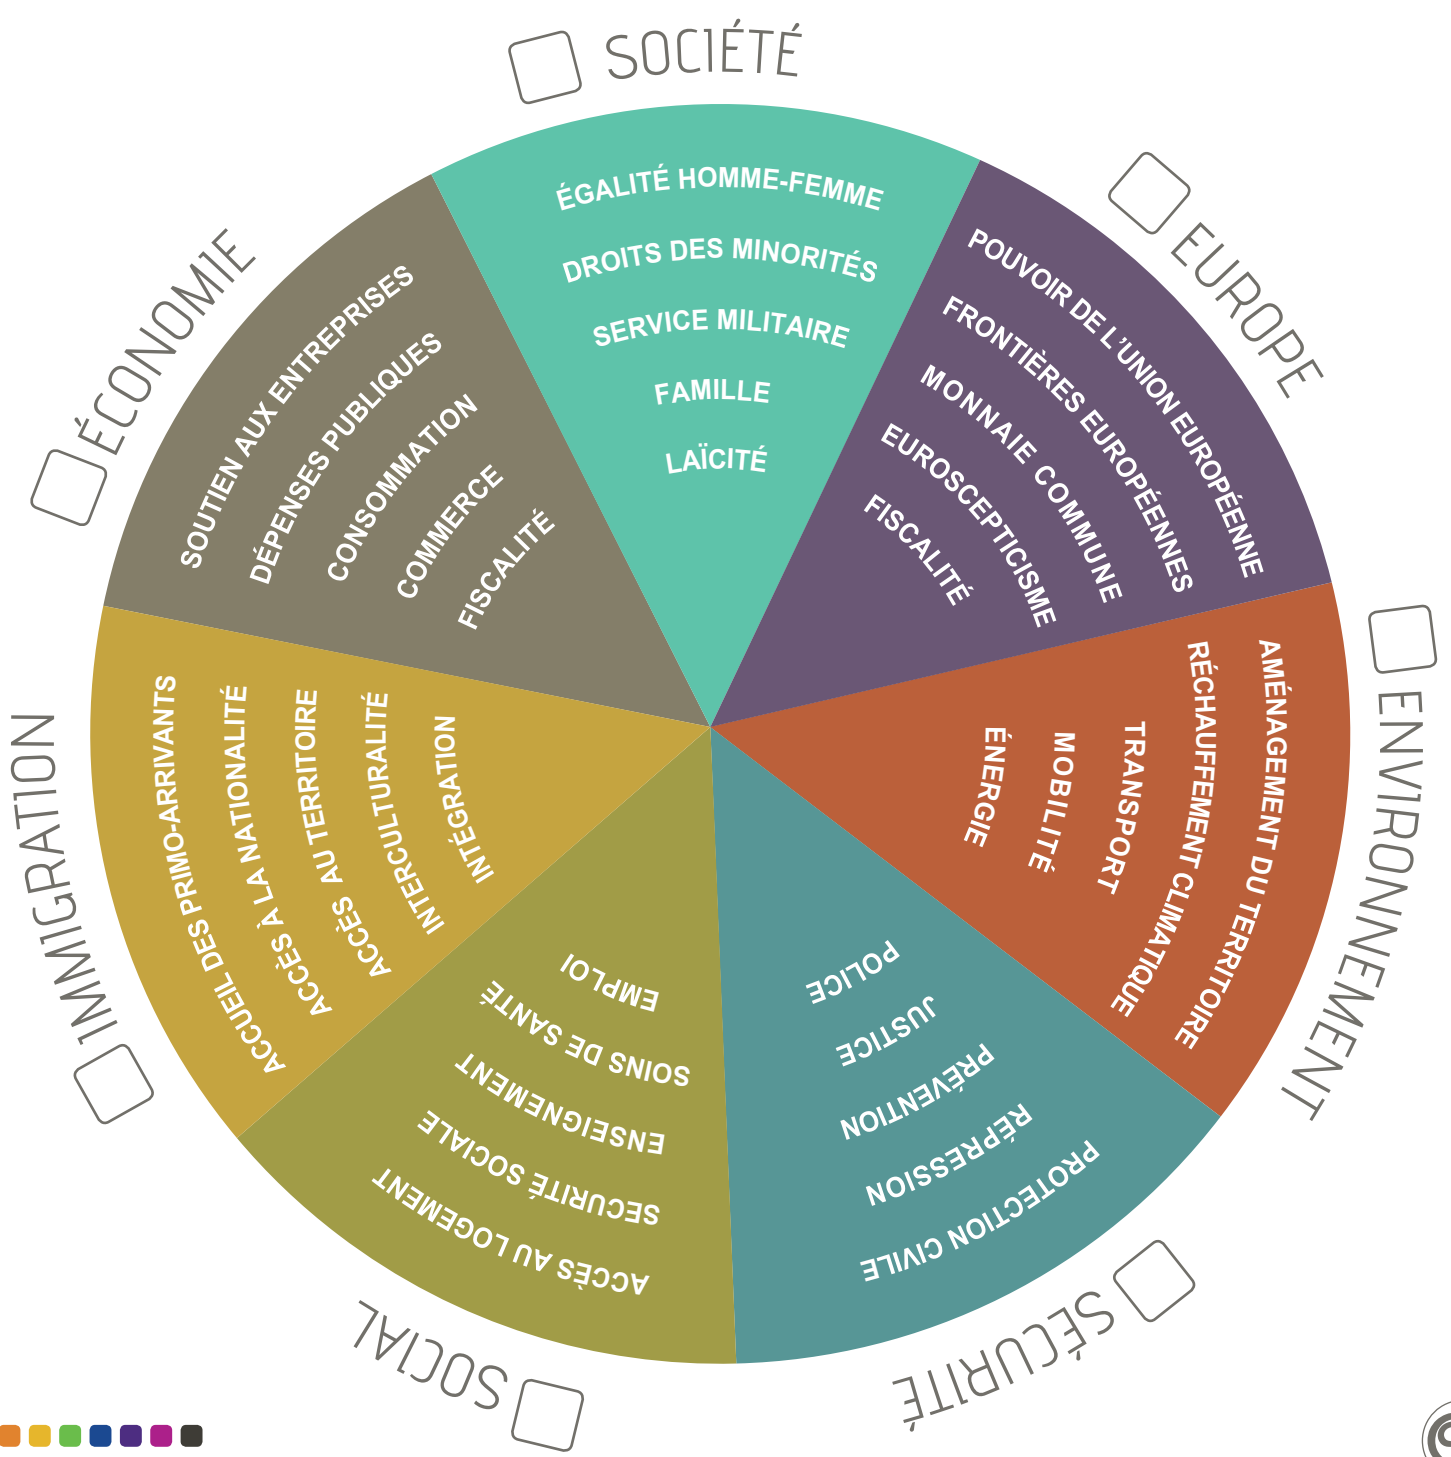 SOCIÉTÉ
ÉGALITÉ HOMME-FEMME
DROITS DES MINORITÉS
SERVICE MILITAIRE
FAMILLE
LAÏCITÉ
EUROPE
POUVOIR DE L'UNION EUROPÉENNE
FRONTIÈRES EUROPÉENNES
MONNAIE COMMUNE
EUROSCEPTICISME
FISCALITÉ
ENVIRONNEMENT
AMÉNAGEMENT DU TERRITOIRE
RÉCHAUFFEMENT CLIMATIQUE
TRANSPORT
MOBILITÉ
ÉNERGIE
SÉCURITÉ
POLICE
JUSTICE
PRÉVENTION
RÉPRESSION
PROTECTION CIVILE
SOCIAL
EMPLOI
SOINS DE SANTÉ
ENSEIGNEMENT
SECURITÉ SOCIALE
ACCÈS AU LOGEMENT
IMMIGRATION
ACCUEIL DES PRIMO-ARRIVANTS
ACCÈS À LA NATIONALITÉ
ACCÈS AU TERRITOIRE
INTERCULTURALITÉ
INTÉGRATION
ÉCONOMIE
SOUTIEN AUX ENTREPRISES
DÉPENSES PUBLIQUES
CONSOMMATION
COMMERCE
FISCALITÉ